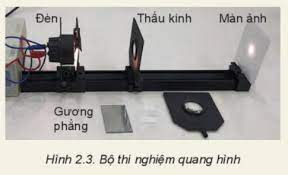 Đèn
Thấu kính
Màn ảnh
Gương
phẳng
Hình 2.3. Bộ thí nghiệm quang hình